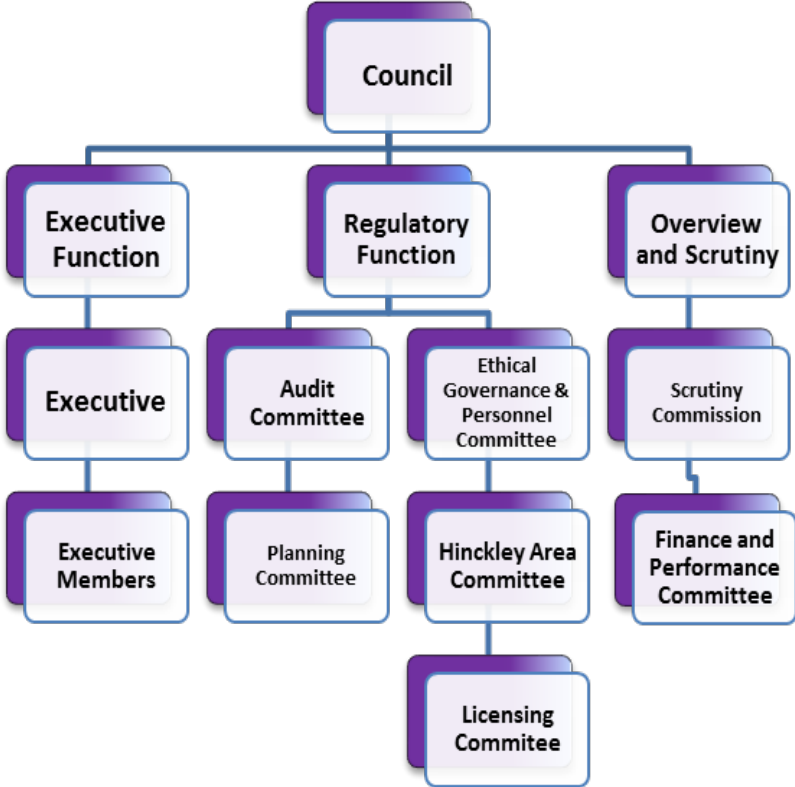 Council
Executive
Function
Regulatory
Function
Overview
and Scrutiny
Executive
Audit
Committee
Ethical
Governance &
Personnel
Committee
Scrutiny
Commission
Executive
Members
Planning
Committee
Hinckley Area
Committee
Finance and
Performance
Committee
Licensing
Commitee